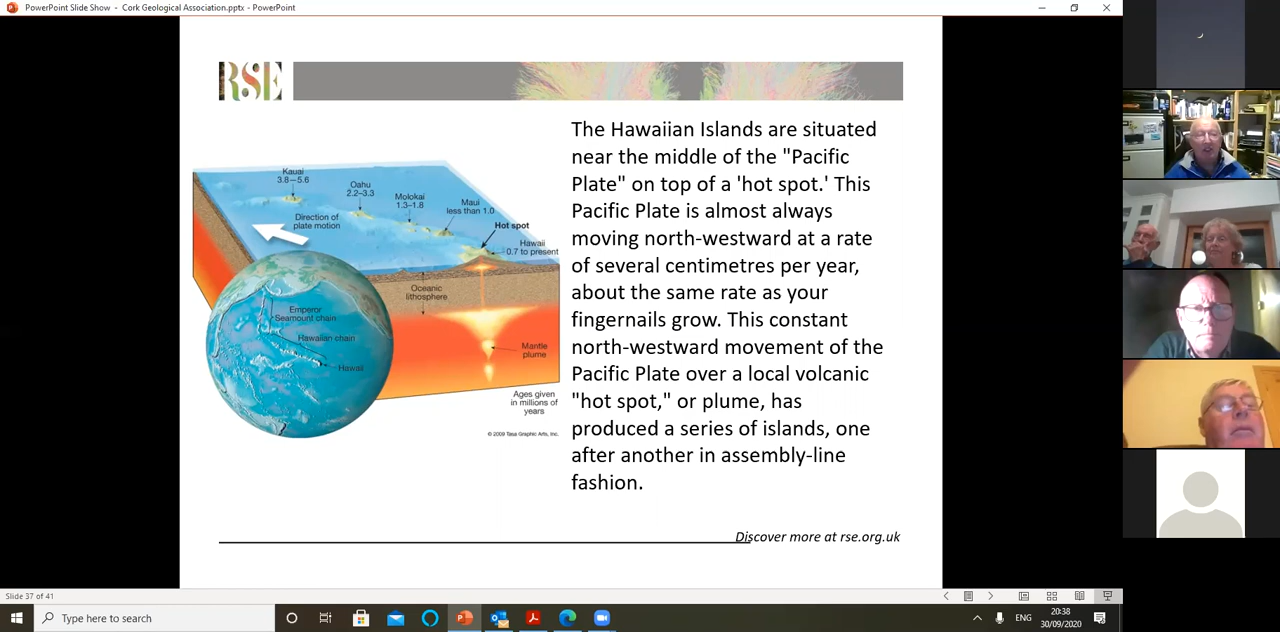 PowerPoint Slide Show - Cork Geological Association.pptx - PowerPoint
RSE
Kauai
3.8–5.6
Oahu
2.2–3.3
Molokai
1.3–1.8
Maui
less than 1.0
Direction of
plate motion
Hot spot
Hawaii
0.7 to present
Oceanic
lithosphere
Emperor
Seamount chain
Hawaiian chain
Hawaii
Mantle
plume
Ages given
in millions of
years
© 2009 Tasa Graphic Arts, Inc.
The Hawaiian Islands are situated
near the middle of the "Pacific
Plate" on top of a 'hot spot.' This
Pacific Plate is almost always
moving north-westward at a rate
of several centimetres per year,
about the same rate as your
fingernails grow. This constant
north-westward movement of the
Pacific Plate over a local volcanic
"hot spot," or plume, has
produced a series of islands, one
after another in assembly-line
fashion.
Discover more at rse.org.uk
Slide 37 of 41
Type here to search
ENG
20:38
30/09/2020